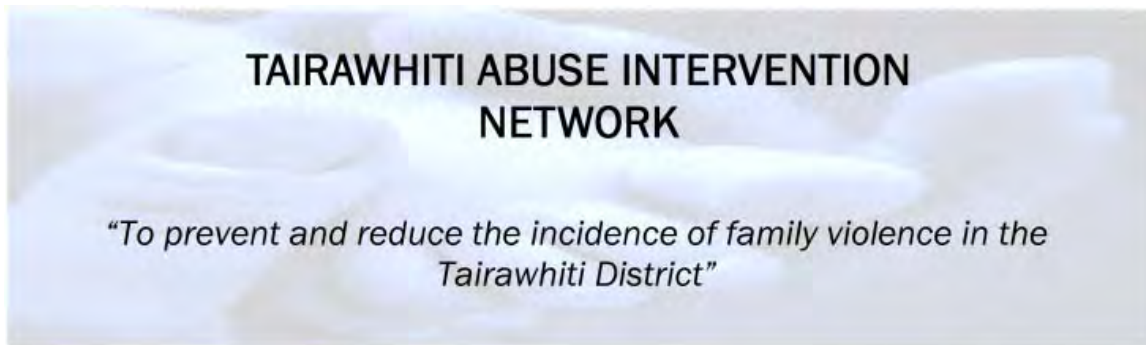 TAIRAWHITI ABUSE INTERVENTION
NETWORK
“To prevent and reduce the incidence of family violence in the
Tairawhiti District”